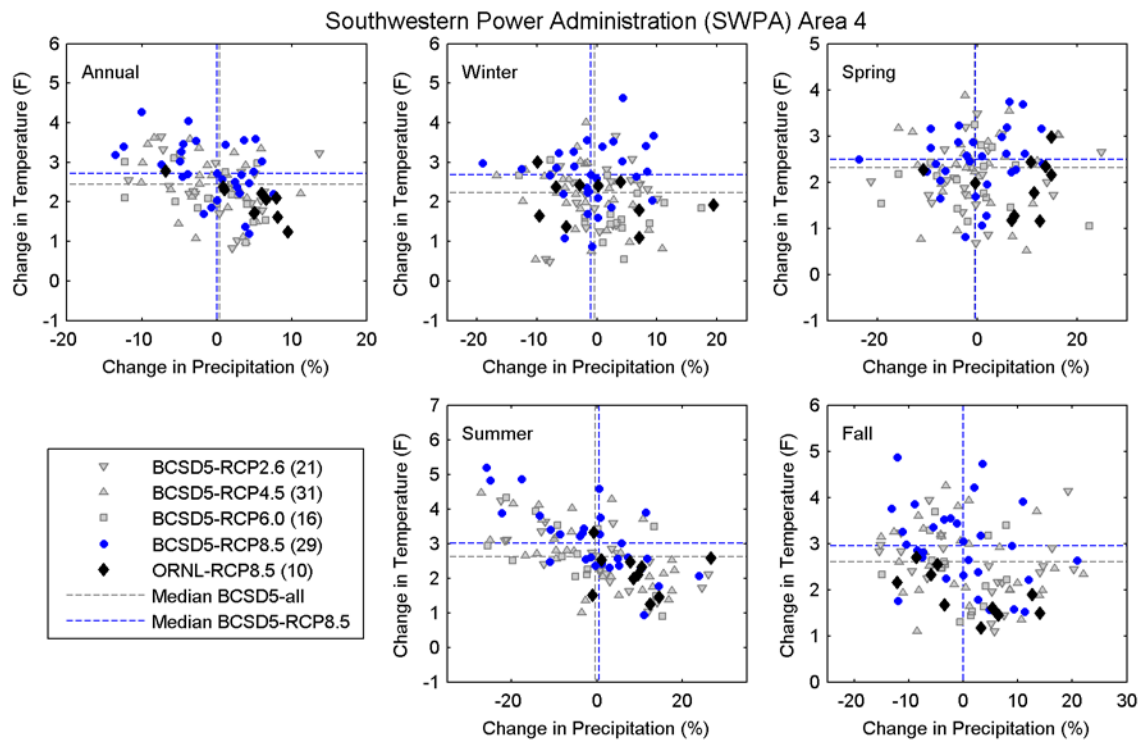 Southwestern Power Administration (SWPA) Area 4
6
5
4
3
2
1
0
-1
-20
-10
0
10
20
Annual
Change in Temperature (F)
Change in Precipitation (%)
6
5
4
3
2
1
0
-1
-20
0
20
Winter
Change in Temperature (F)
Change in Precipitation (%)
5
4
3
2
1
0
-1
-20
0
20
Spring
Change in Temperature (F)
Change in Precipitation (%)
BCSD5-RCP2.6 (21)
BCSD5-RCP4.5 (31)
BCSD5-RCP6.0 (16)
BCSD5-RCP8.5 (29)
ORNL-RCP8.5 (10)
Median BCSD5-all
Median BCSD5-RCP8.5
7
6
5
4
3
2
1
0
-1
-20
0
20
Summer
Change in Temperature (F)
Change in Precipitation (%)
6
5
4
3
2
1
0
-20
-10
0
10
20
30
Fall
Change in Temperature (F)
Change in Precipitation (%)